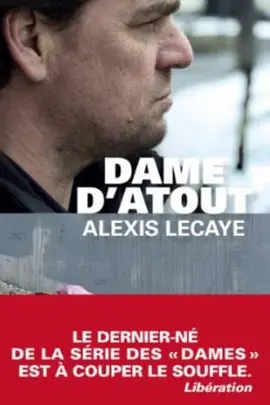 DAME
D'ATOUT
ALEXIS LECAYE
LE DERNIER-NÉ
DE LA SÉRIE DES « DAMES »
EST À COUPER LE SOUFFLE.
Libération